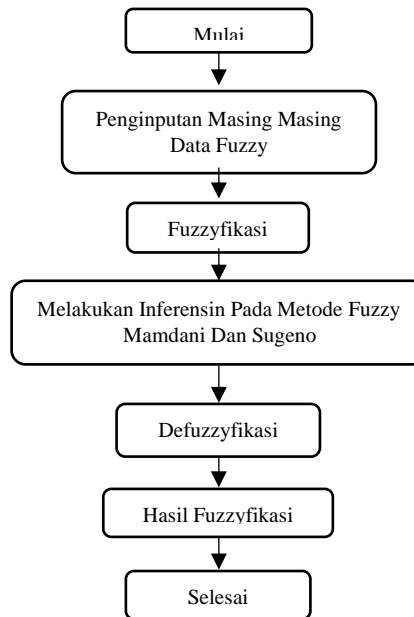 Mulai
Penginputan Masing Masing
Data Fuzzy
Fuzzyfikasi
Melakukan Inferensin Pada Metode Fuzzy
Mamdani Dan Sugeno
Defuzzyfikasi
Hasil Fuzzyfikasi
Selesai